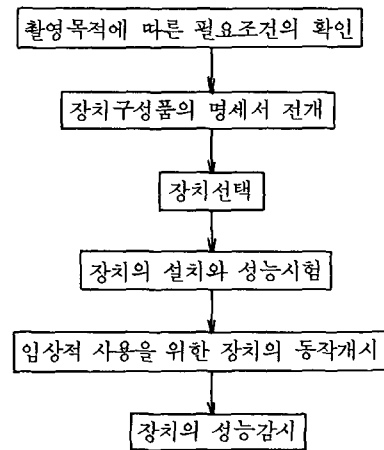 촬영목적에 따른 필요조건의 확인
장치구성품의 명세서 전개
장치선택
장치의 설치와 성능시험
임상적 사용을 위한 장치의 동작개시
장치의 성능감시